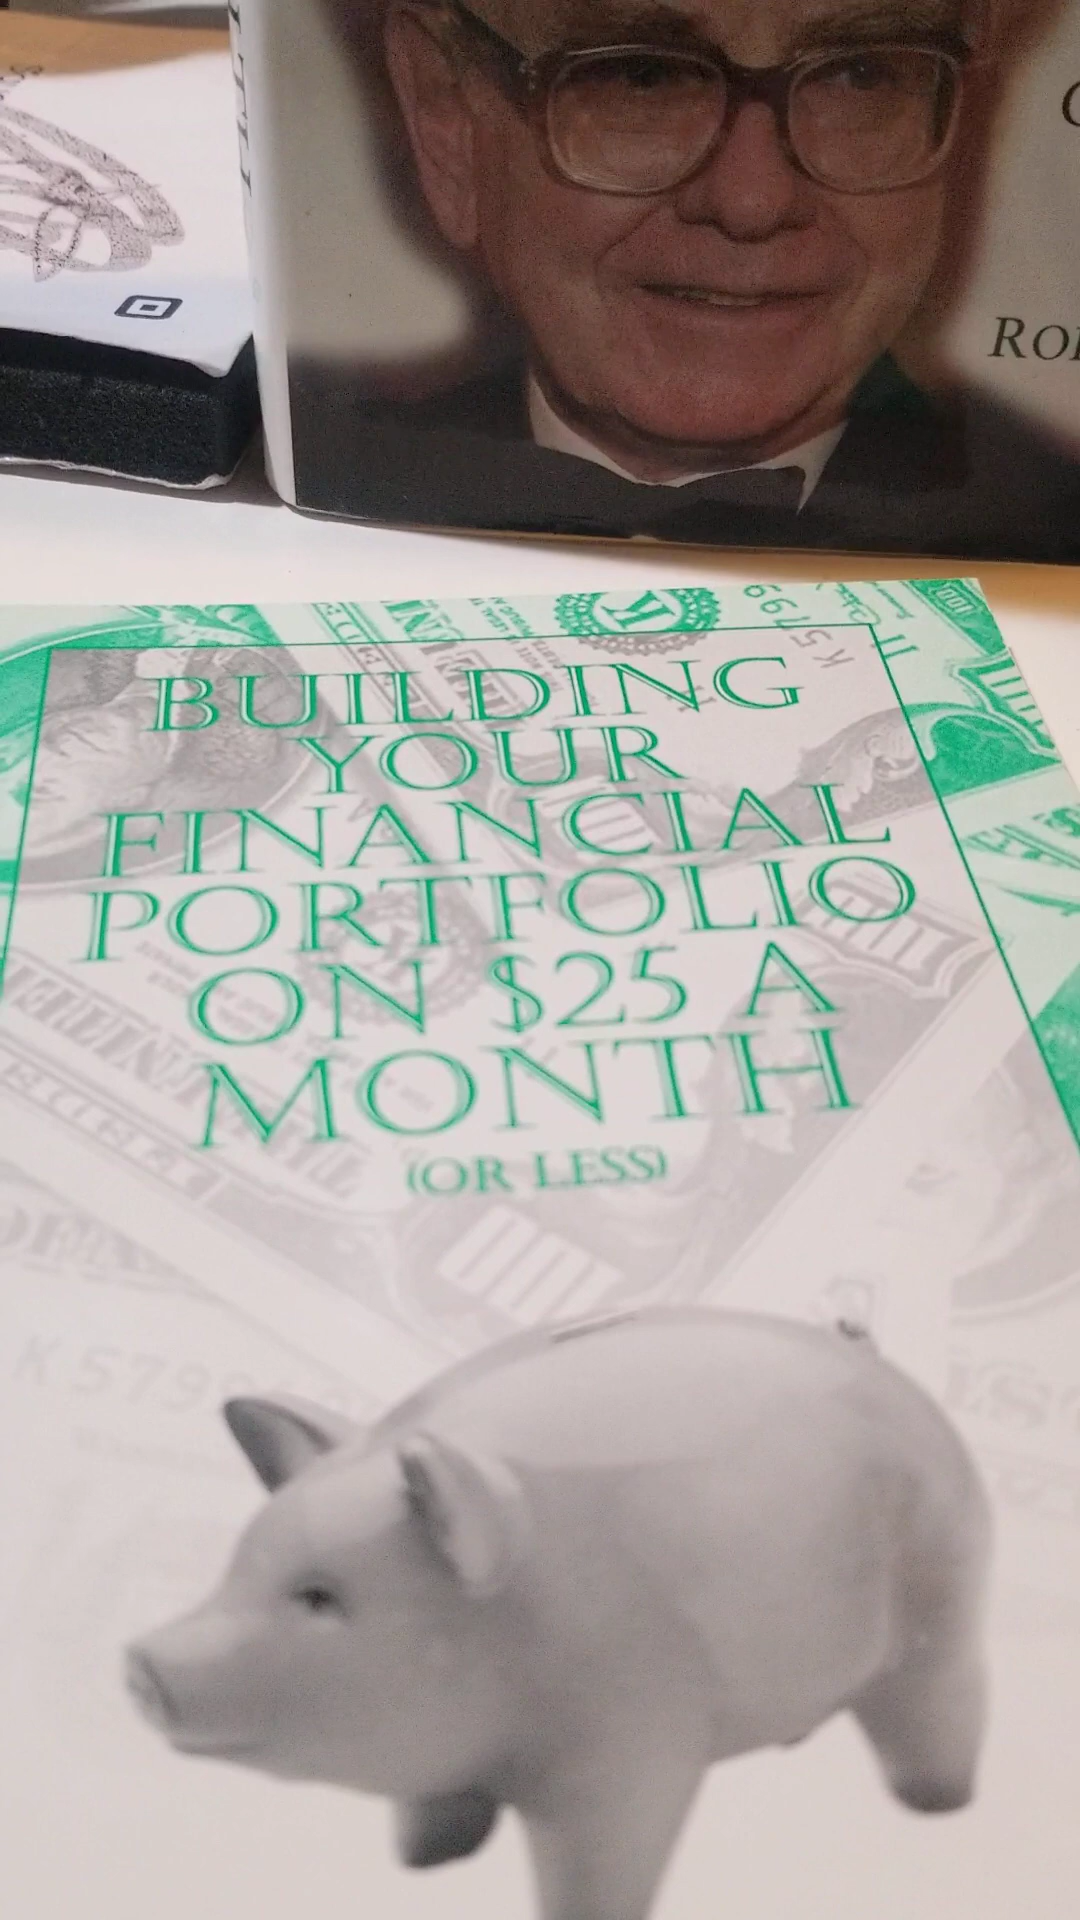 BUILDING
YOUR
FINANCIAL
PORTFOLIO
ON $25 A
MONTH
(OR LESS)